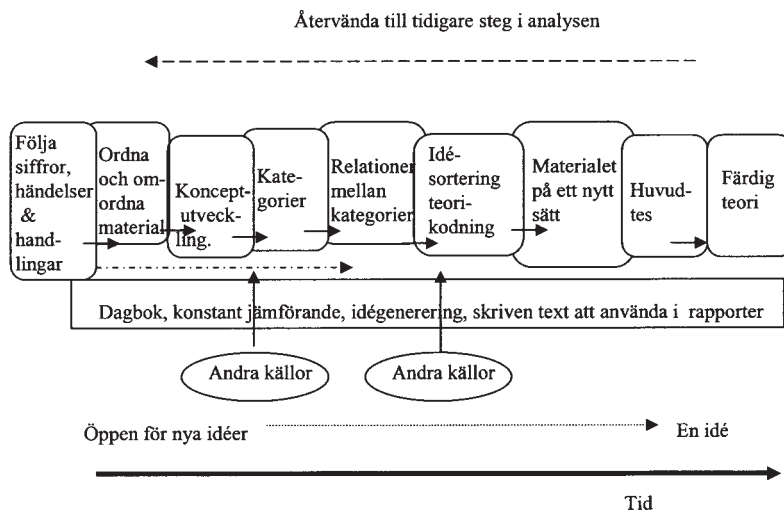 Återvända till tidigare steg i analysen
Följa
siffror,
händelser
&
hand-
lingar
Ordna
och om-
ordna
material
Koncept-
utveck-
ling.
Kate-
gorier
Relationer
mellan
kategorier
Idé-
sortering
teori-
kodning
Materialet
på ett nytt
sätt
Huvud-
tes
Färdig
teori
Dagbok, konstant jämförande, idégenerering, skriven text att använda i rapporter
Andra källor
Andra källor
Öppen för nya idéer
En idé
Tid